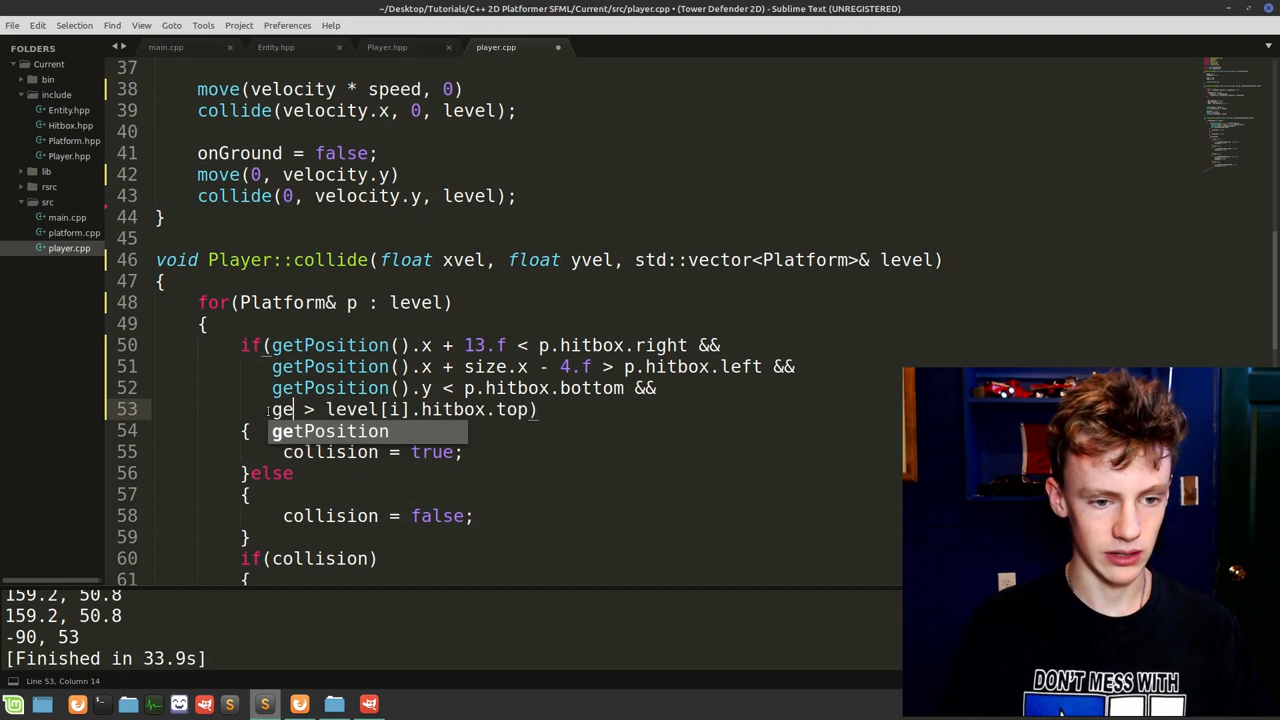 ~/Desktop/Tutorials/C++ 2D Platformer SFML/Current/src/player.cpp • (Tower Defender 2D) - Sublime Text (UNREGISTERED)
File Edit Selection Find View Goto Tools Project Preferences Help
FOLDERS
Current
bin
include
Entity.hpp
Hitbox.hpp
Platform.hpp
Player.hpp
lib
rsrc
src
main.cpp
platform.cpp
player.cpp
main.cpp Entity.hpp Player.hpp player.cpp
37
38 move(velocity * speed, 0)
39 collide(velocity.x, 0, level);
40
41 onGround = false;
42 move(0, velocity.y)
43 collide(0, velocity.y, level);
44 }
45
46 void Player::collide(float xvel, float yvel, std::vector<Platform>& level)
47 {
48 for(Platform& p : level)
49 {
50 if(getPosition().x + 13.f < p.hitbox.right &&
51 getPosition().x + size.x - 4.f > p.hitbox.left &&
52 getPosition().y < p.hitbox.bottom &&
53 ge > level[i].hitbox.top)
getPosition
54 {
55 collision = true;
56 }else
57 {
58 collision = false;
59 }
60 if(collision)
61 {
159.2, 50.8
159.2, 50.8
-90, 53
[Finished in 33.9s]
Line 53, Column 14
DON'T MESS WITH